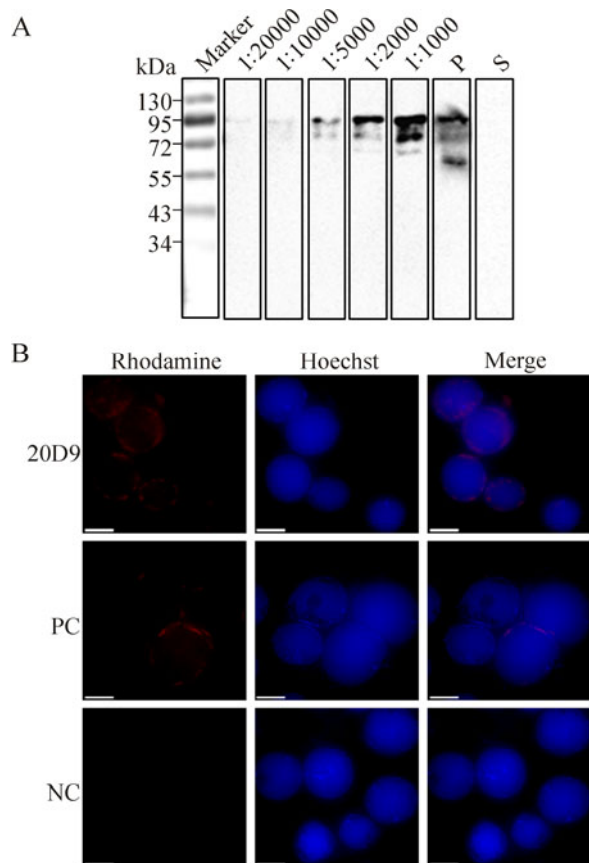 A
kDa
Marker
1:20000
1:10000
1:5000
1:2000
1:1000
P
S
130
95
72
55
43
34
B
Rhodamine Hoechst Merge
20D9
PC
NC